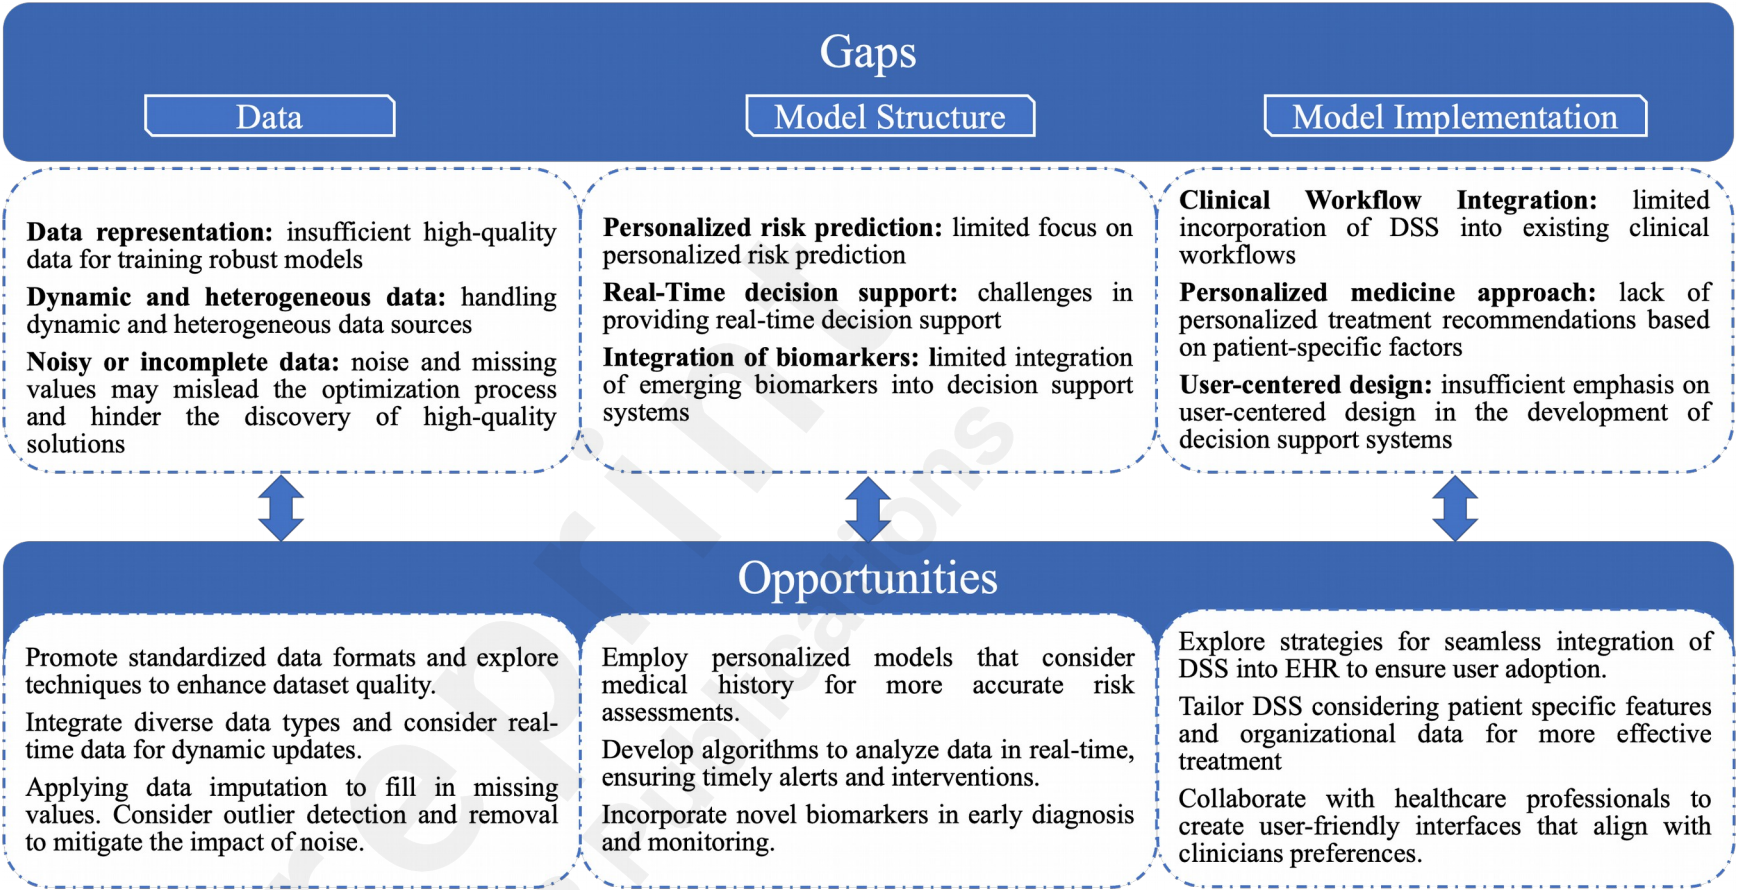 Gaps
Data
Model Structure
Model Implementation
Data representation: insufficient high-quality
data for training robust models
Dynamic and heterogeneous data: handling
dynamic and heterogeneous data sources
Noisy or incomplete data: noise and missing
values may mislead the optimization process
and hinder the discovery of high-quality
solutions
Personalized risk prediction: limited focus on
personalized risk prediction
Real-Time decision support: challenges in
providing real-time decision support
Integration of biomarkers: limited integration
of emerging biomarkers into decision support
systems
Clinical Workflow Integration: limited
incorporation of DSS into existing clinical
workflows
Personalized medicine approach: lack of
personalized treatment recommendations based
on patient-specific factors
User-centered design: insufficient emphasis on
user-centered design in the development of
decision support systems
Opportunities
Promote standardized data formats and explore
techniques to enhance dataset quality.
Integrate diverse data types and consider real-
time data for dynamic updates.
Applying data imputation to fill in missing
values. Consider outlier detection and removal
to mitigate the impact of noise.
Employ personalized models that consider
medical history for more accurate risk
assessments.
Develop algorithms to analyze data in real-time,
ensuring timely alerts and interventions.
Incorporate novel biomarkers in early diagnosis
and monitoring.
Explore strategies for seamless integration of
DSS into EHR to ensure user adoption.
Tailor DSS considering patient specific features
and organizational data for more effective
treatment
Collaborate with healthcare professionals to
create user-friendly interfaces that align with
clinicians preferences.
eprint
Publications